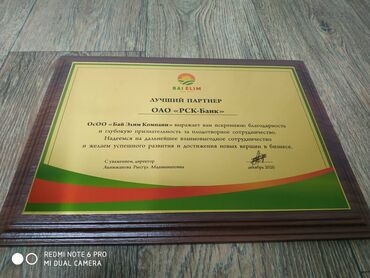 BAI ELIM
ЛУЧШИЙ ПАРТНЕР
ОАО «РСК-Банк»
ОсОО «Бай Элим Компани» выражает вам искреннюю благодарность
и глубокую признательность за плодотворное сотрудничество.
Надеемся на дальнейшее взаимовыгодное сотрудничество
и желаем успешного развития и достижения новых вершин в бизнесе.
С уважением, директор
декабрь 2020
REDMI NOTE 6 PRO
MI DUAL CAMERA